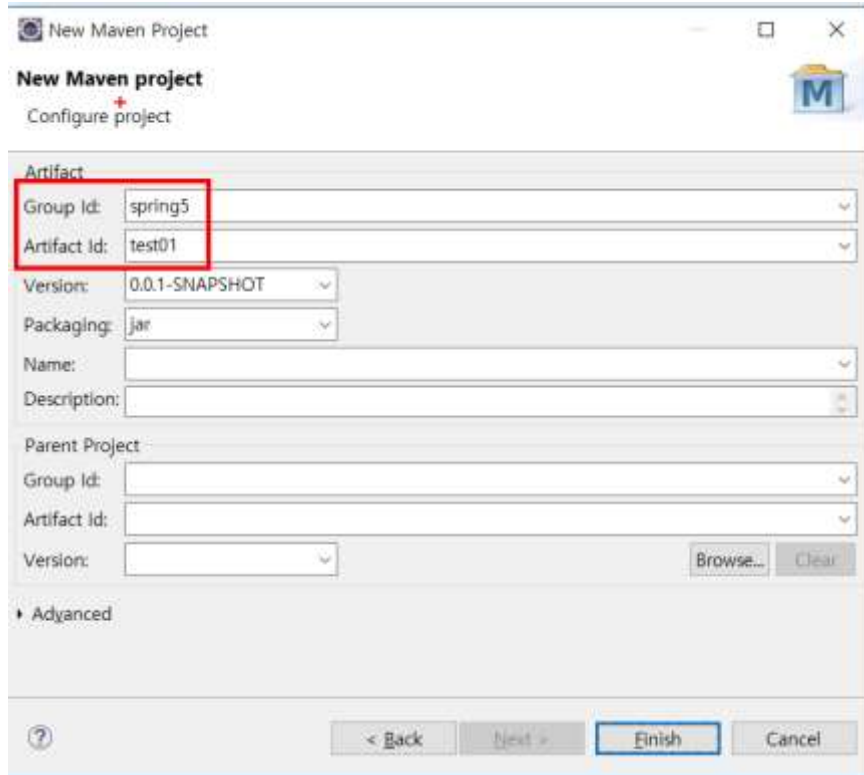 New Maven Project
New Maven project
Configure project
M
Artifact
Group Id: spring5
Artifact Id: test01
Version: 0.0.1-SNAPSHOT
Packaging: jar
Name:
Description:
Parent Project
Group Id:
Artifact Id:
Version: Browse... Clear
Advanced
? < Back Next > Finish Cancel